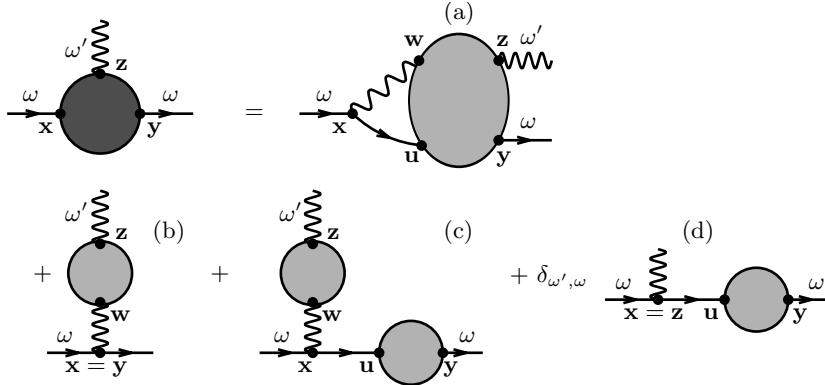 (a)
ω′ z w z ω′
ω ω = ω ω
x y x u y
ω′ z (b) ω′ z (c) (d)
+ + + δ_{ω′,ω} ω ω
w w x = z u y
ω ω ω
x = y x u y